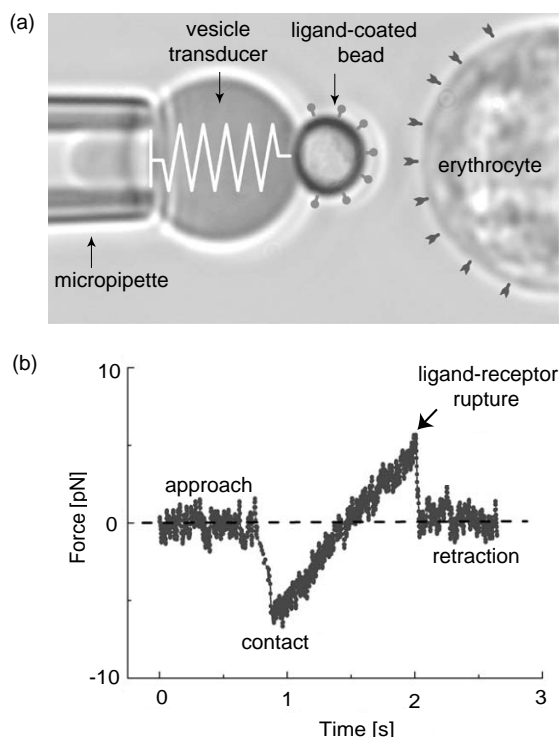 (a)
vesicle
transducer
ligand-coated
bead
erythrocyte
micropipette
(b)
10
ligand-receptor
rupture
approach
Force [pN]
0
retraction
contact
-10
0
1
2
3
Time [s]